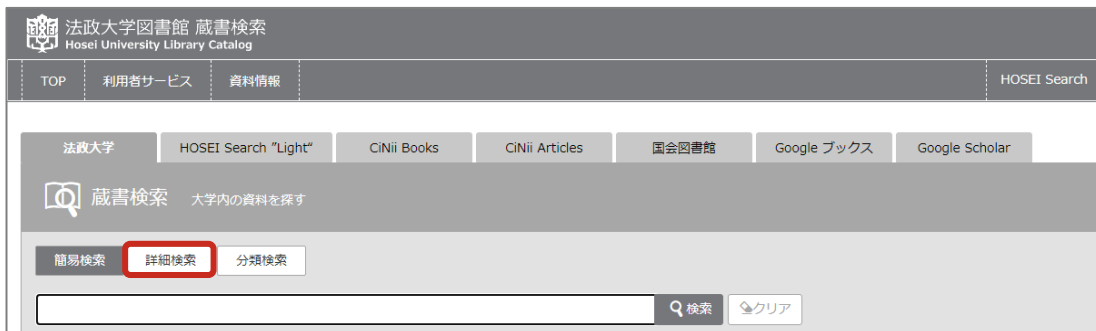 法政大学図書館 蔵書検索
Hosei University Library Catalog
TOP 利用者サービス 資料情報 HOSEI Search
法政大学 HOSEI Search "Light" CiNii Books CiNii Articles 国会図書館 Google ブックス Google Scholar
蔵書検索 大学内の資料を探す
簡易検索 詳細検索 分類検索
検索 クリア